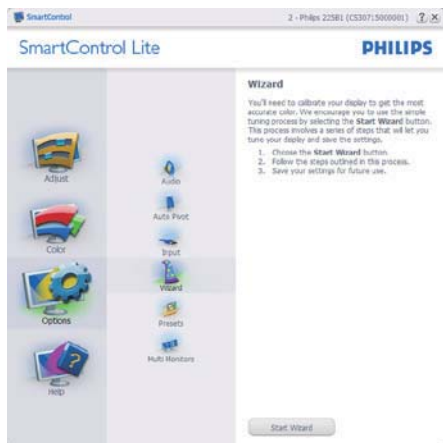 SmartControl
2 - Philips 225B1 (CS30715000001) ? X
SmartControl Lite
PHILIPS
Adjust
Color
Options
Help
Audio
Auto Pivot
Input
Wizard
Presets
Multi Monitors
Wizard
You'll need to calibrate your display to get the most
accurate color. We encourage you to use the simple
tuning process by selecting the Start Wizard button.
This process involves a series of steps that will let you
tune your display and save the settings.
1. Choose the Start Wizard button.
2. Follow the steps outlined in this process.
3. Save your settings for future use.
Start Wizard